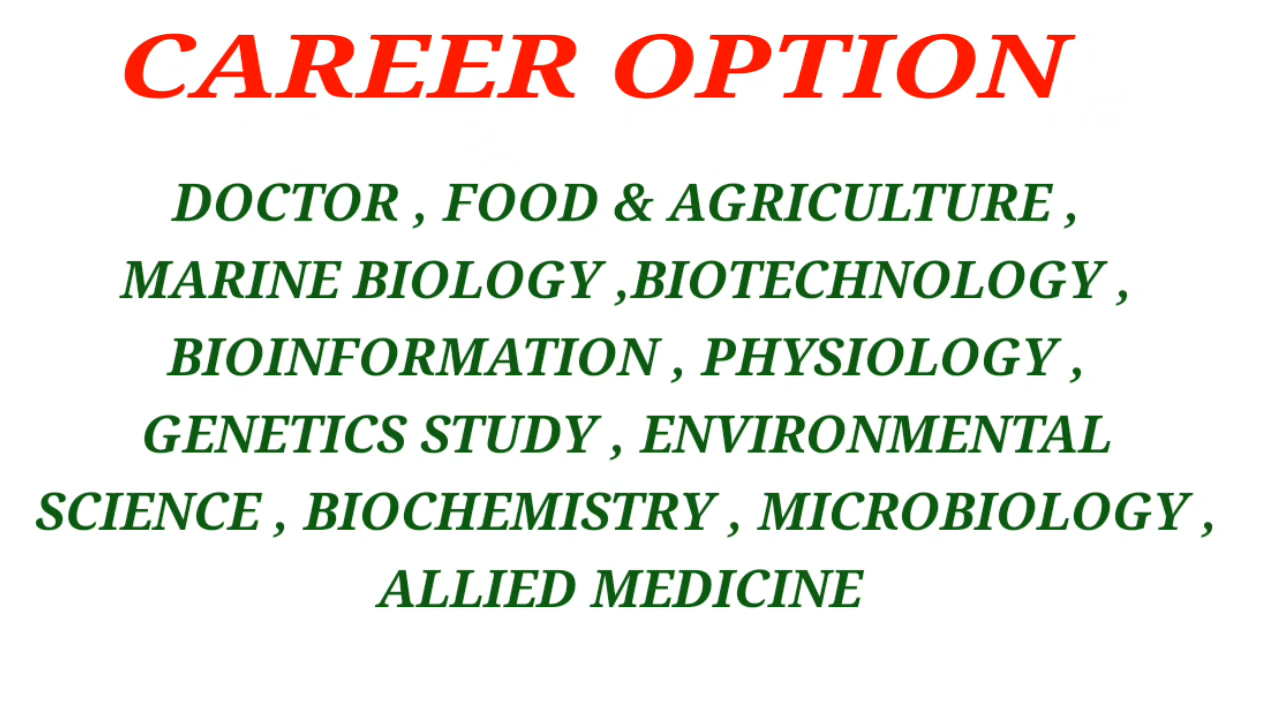 CAREER OPTION
DOCTOR , FOOD & AGRICULTURE ,
MARINE BIOLOGY ,BIOTECHNOLOGY ,
BIOINFORMATION , PHYSIOLOGY ,
GENETICS STUDY , ENVIRONMENTAL
SCIENCE , BIOCHEMISTRY , MICROBIOLOGY ,
ALLIED MEDICINE